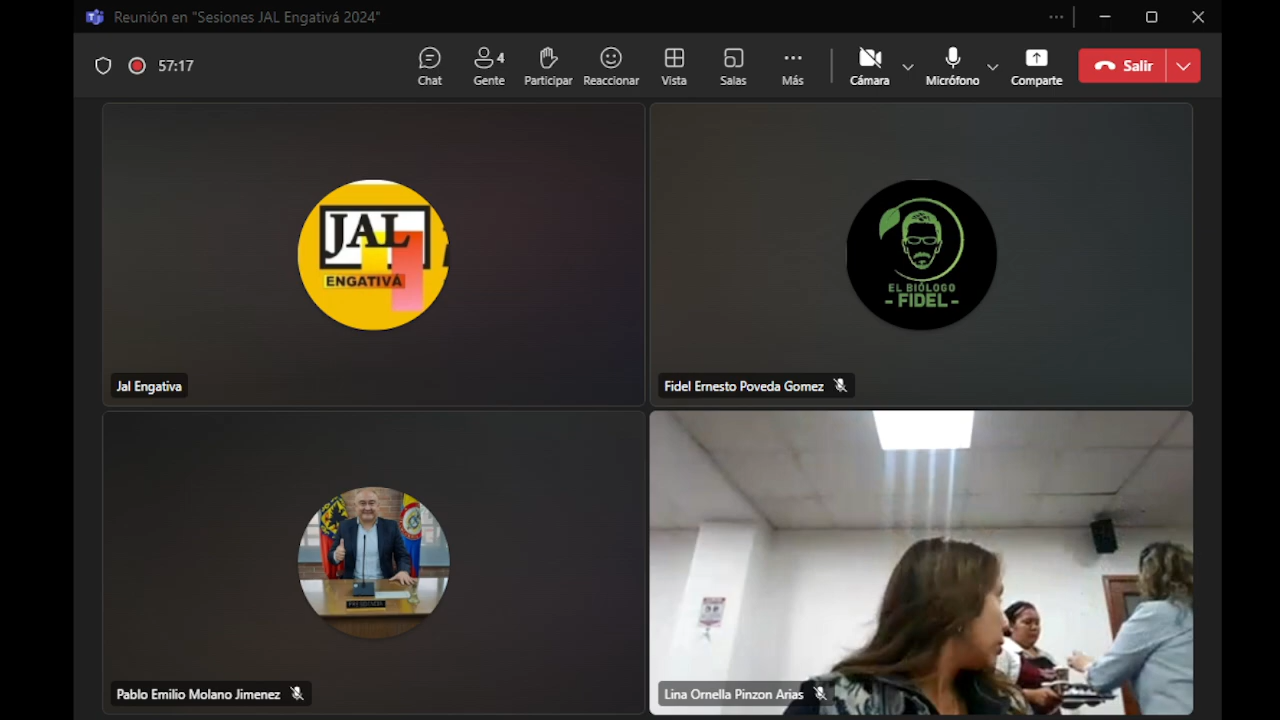 Reunión en "Sesiones JAL Engativá 2024"
57:17
4
Chat
Gente
Participar
Reaccionar
Vista
Salas
Más
Cámara
Micrófono
Comparte
Salir
JAL
ENGATIVÁ
Jal Engativa
EL BIÓLOGO
- FIDEL -
Fidel Ernesto Poveda Gomez
PRESIDENTE
Pablo Emilio Molano Jimenez
Lina Ornella Pinzon Arias